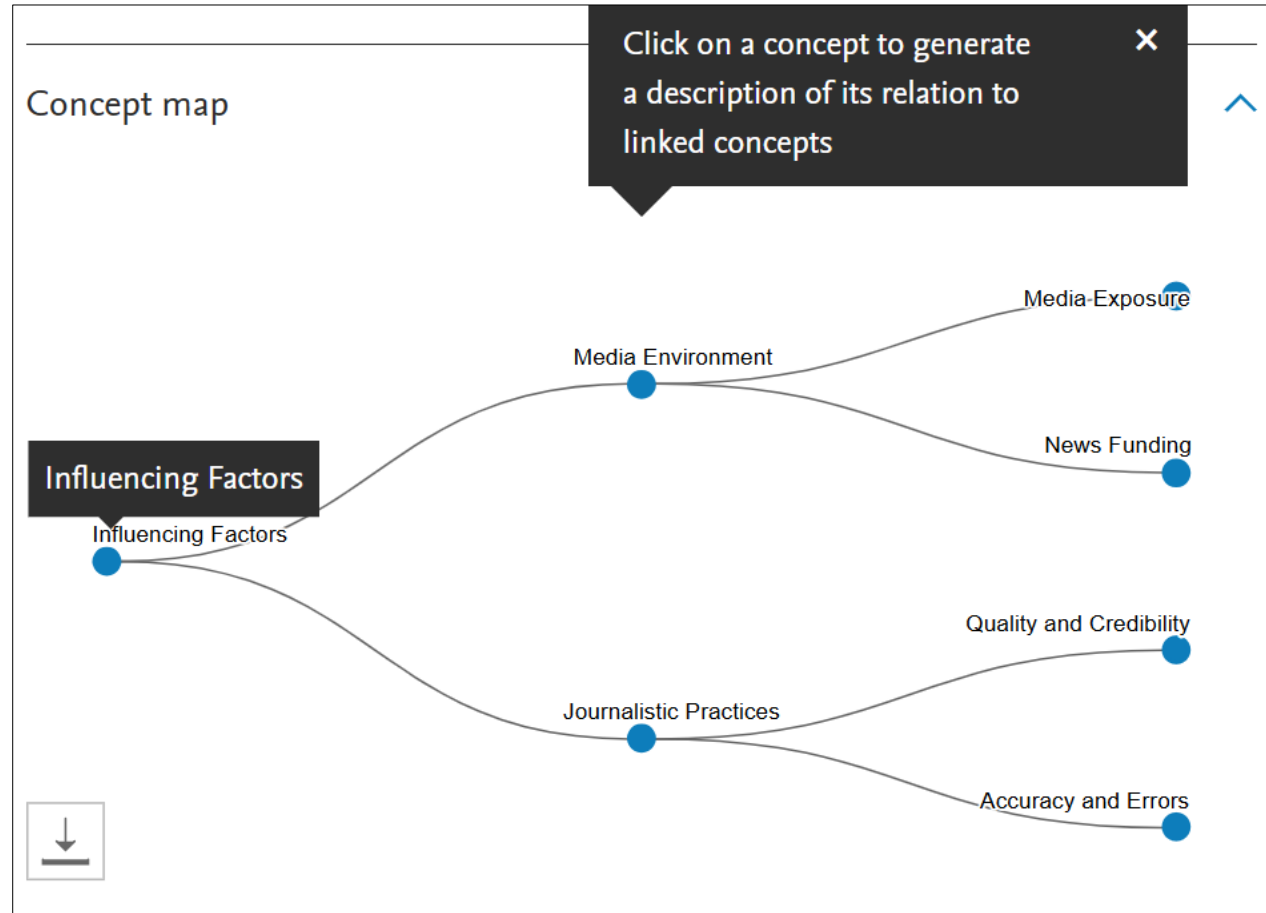 Click on a concept to generate
a description of its relation to
linked concepts
Concept map
Media Exposure
Media Environment
News Funding
Influencing Factors
Influencing Factors
Quality and Credibility
Journalistic Practices
Accuracy and Errors